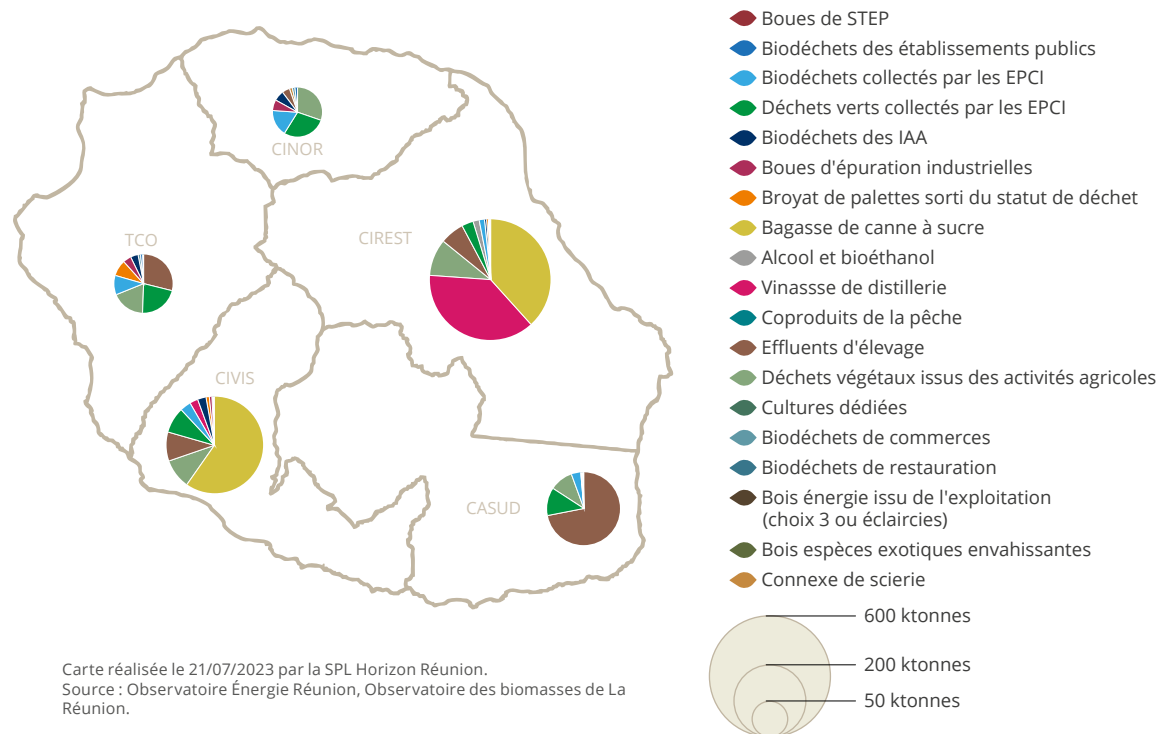 CINOR
TCO
CIREST
CIVIS
CASUD
Boues de STEP
Biodéchets des établissements publics
Biodéchets collectés par les EPCI
Déchets verts collectés par les EPCI
Biodéchets des IAA
Boues d'épuration industrielles
Broyat de palettes sorti du statut de déchet
Bagasse de canne à sucre
Alcool et bioéthanol
Vinassse de distillerie
Coproduits de la pêche
Effluents d'élevage
Déchets végétaux issus des activités agricoles
Cultures dédiées
Biodéchets de commerces
Biodéchets de restauration
Bois énergie issu de l'exploitation
(choix 3 ou éclaircies)
Bois espèces exotiques envahissantes
Connexe de scierie
600 ktonnes
200 ktonnes
50 ktonnes
Carte réalisée le 21/07/2023 par la SPL Horizon Réunion.
Source : Observatoire Énergie Réunion, Observatoire des biomasses de La
Réunion.